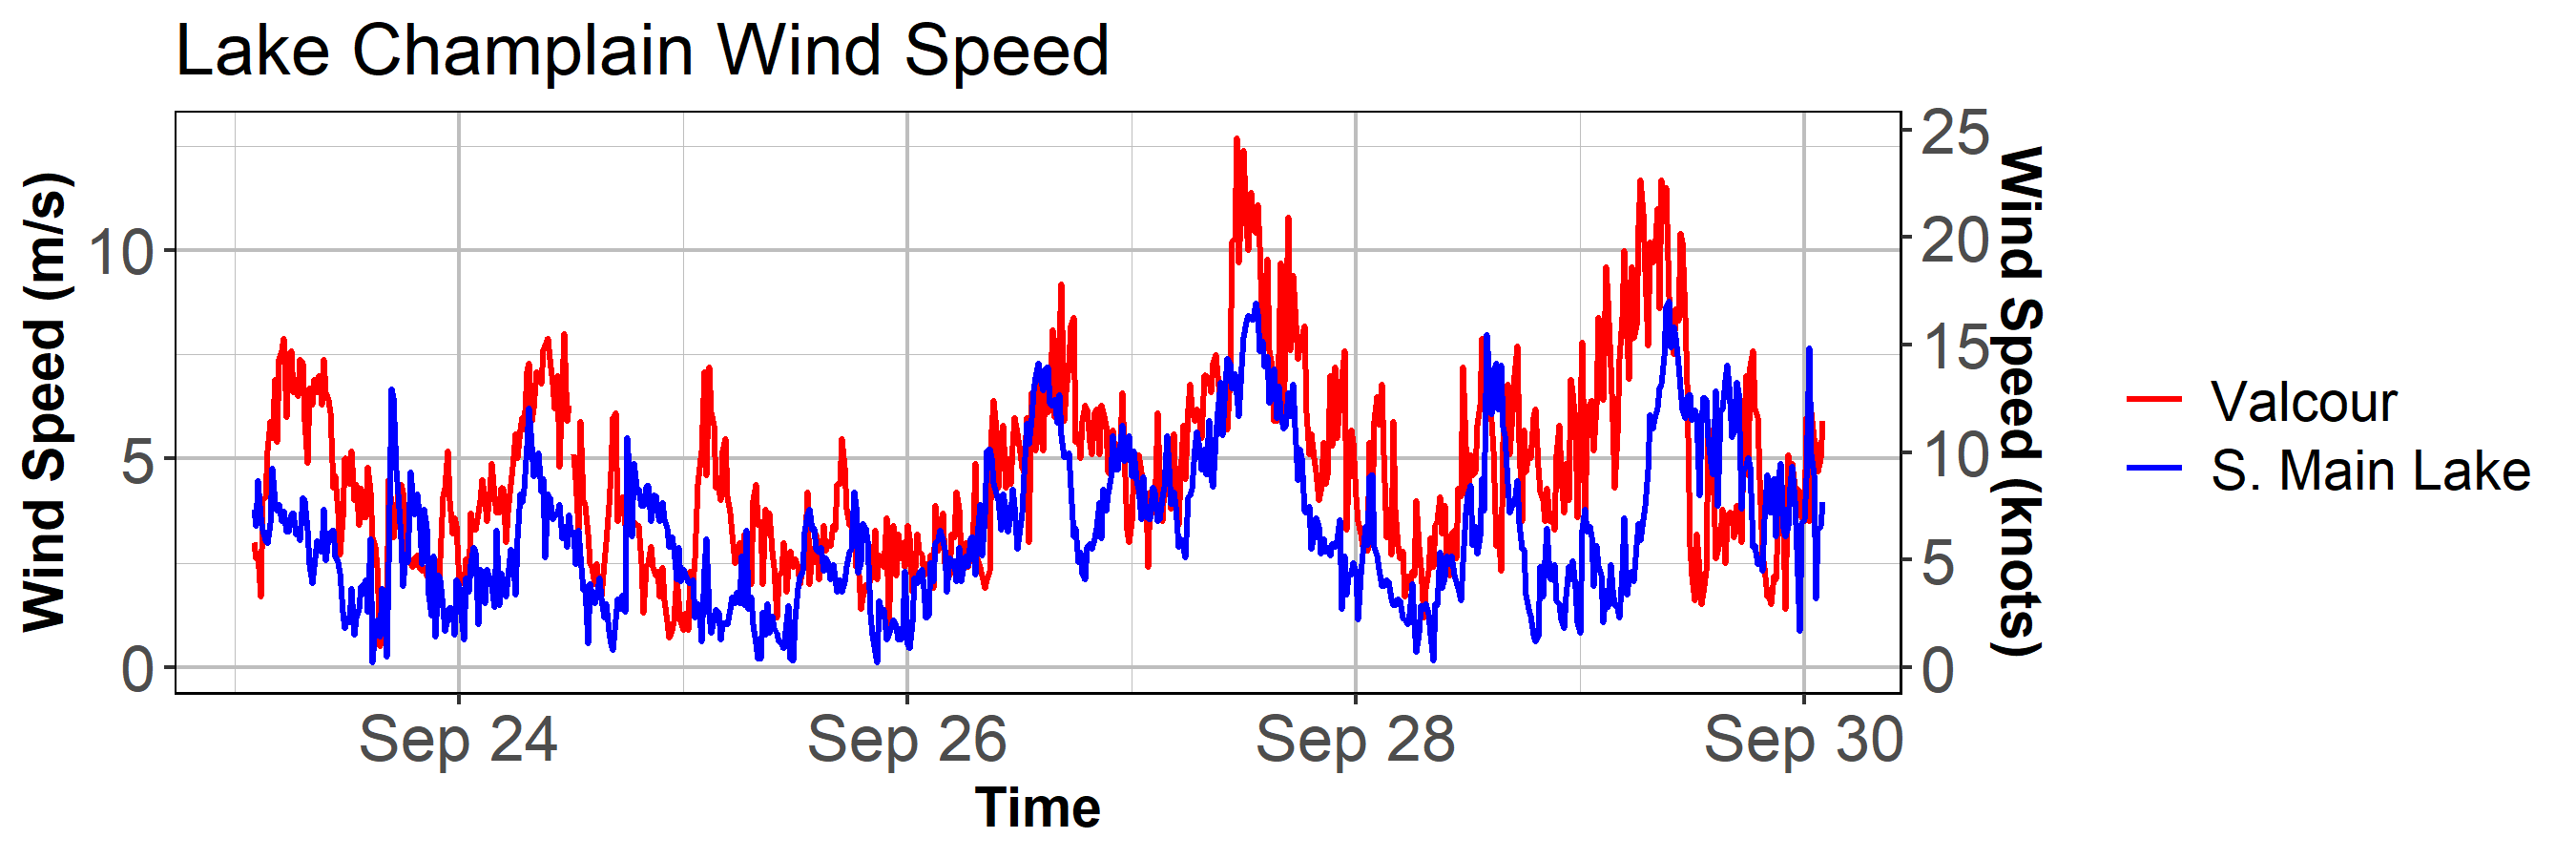 Lake Champlain Wind Speed
Wind Speed (m/s)
10
5
0
25
20
15
10
5
0
Wind Speed (knots)
Sep 24
Sep 26
Sep 28
Sep 30
Time
Valcour
S. Main Lake